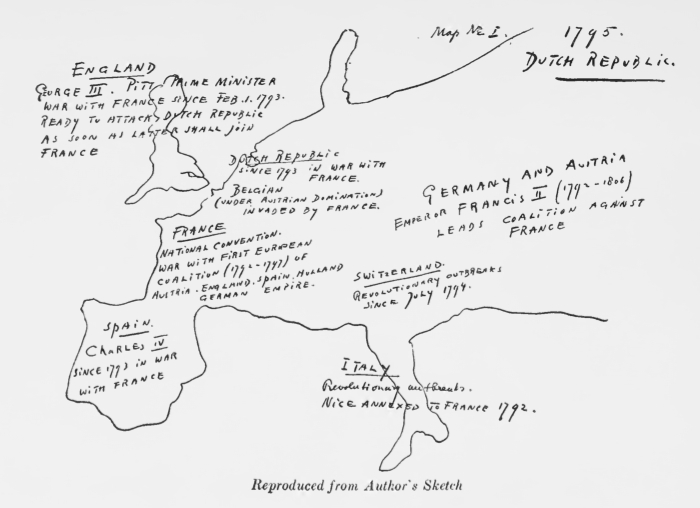 Map No I.
1795.
DUTCH REPUBLIC.
ENGLAND
GEORGE III. PITT PRIME MINISTER
WAR WITH FRANCE SINCE FEB. 1. 1793.
READY TO ATTACK DUTCH REPUBLIC
AS SOON AS LATTER SHALL JOIN
FRANCE
DUTCH REPUBLIC
SINCE 1793 IN WAR WITH
FRANCE.
BELGIAN
(UNDER AUSTRIAN DOMINATION)
INVADED BY FRANCE.
GERMANY AND AUSTRIA
EMPEROR FRANCIS II (1792-1806)
LEADS COALITION AGAINST
FRANCE
FRANCE
NATIONAL CONVENTION.
WAR WITH FIRST EUROPEAN
COALITION (1792-1797) OF
AUSTRIA. ENGLAND. SPAIN. HOLLAND
GERMAN EMPIRE.
SWITZERLAND.
REVOLUTIONARY OUTBREAKS
SINCE JULY 1794.
SPAIN.
CHARLES IV
SINCE 1793 IN WAR
WITH FRANCE
ITALY
Revolutionary outbreaks.
NICE ANNEXED TO FRANCE 1792.
Reproduced from Author's Sketch